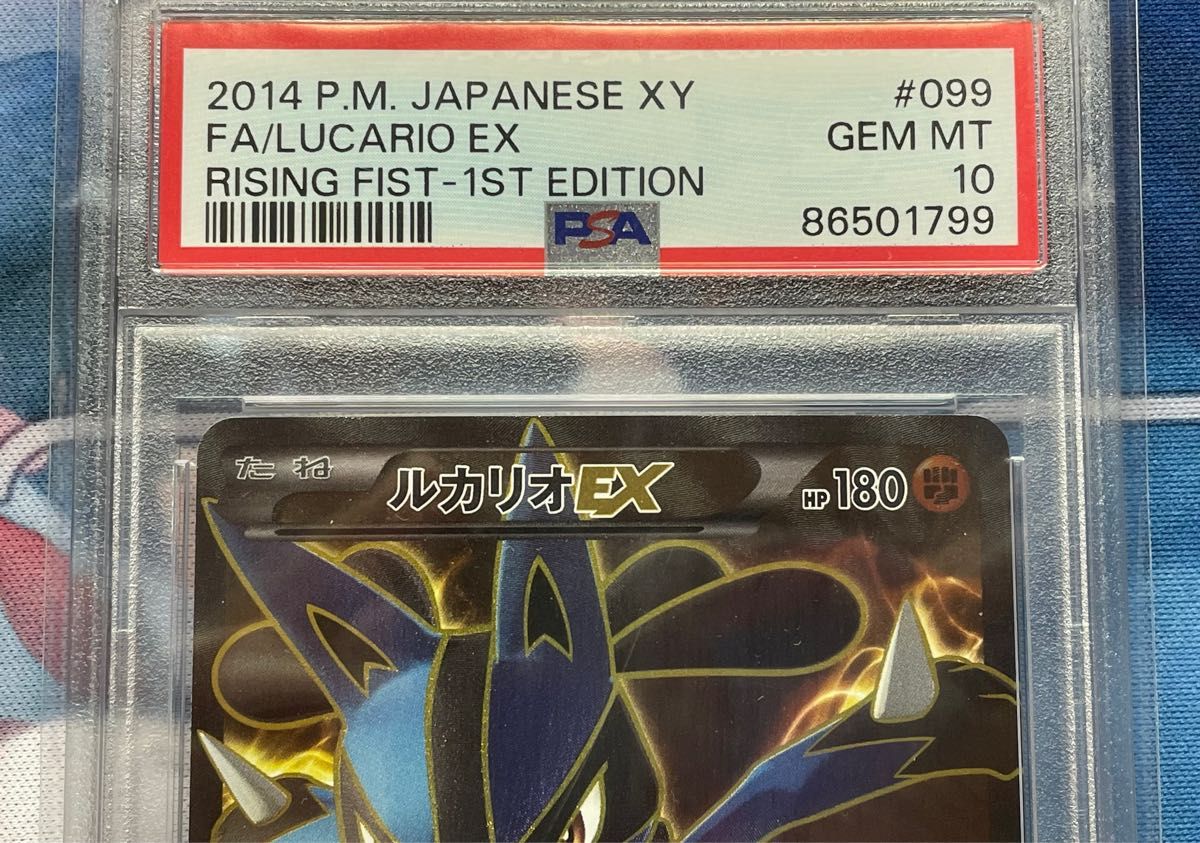 2014 P.M. JAPANESE XY #099
FA/LUCARIO EX GEM MT
RISING FIST-1ST EDITION 10
PSA 86501799
たね ルカリオEX HP180